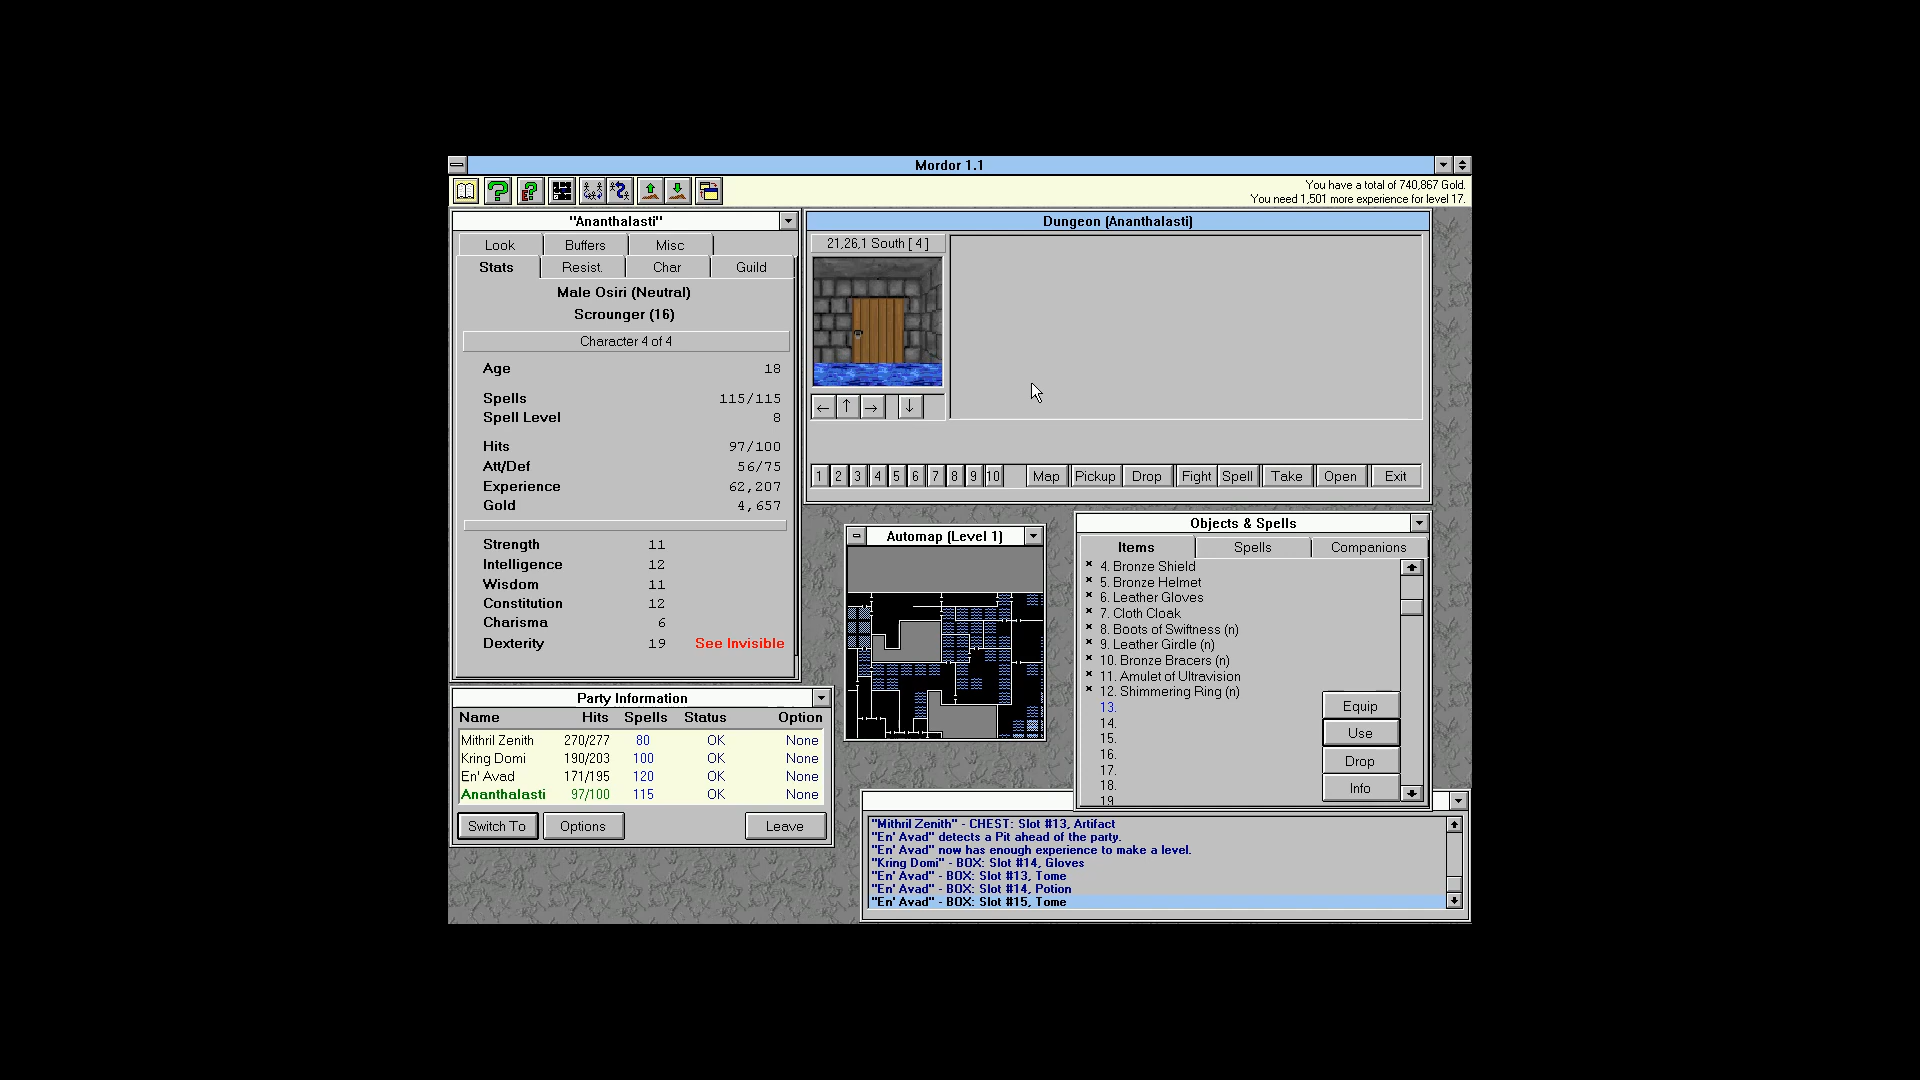 Mordor 1.1
You have a total of 740,867 Gold.
You need 1,501 more experience for level 17.
"Ananthalasti"
Look Buffers Misc
Stats Resist. Char Guild
Male Osiri (Neutral)
Scrounger (16)
Character 4 of 4
Age 18
Spells 115/115
Spell Level 8
Hits 97/100
Att/Def 56/75
Experience 62,207
Gold 4,657
Strength 11
Intelligence 12
Wisdom 11
Constitution 12
Charisma 6
Dexterity 19 See Invisible
Dungeon (Ananthalasti)
21,26,1 South [ 4 ]
1 2 3 4 5 6 7 8 9 10 Map Pickup Drop Fight Spell Take Open Exit
Party Information
Name Hits Spells Status Option
Mithril Zenith 270/277 80 OK None
Kring Domi 190/203 100 OK None
En' Avad 171/195 120 OK None
Ananthalasti 97/100 115 OK None
Switch To Options Leave
Automap (Level 1)
Objects & Spells
Items Spells Companions
× 4. Bronze Shield
× 5. Bronze Helmet
× 6. Leather Gloves
× 7. Cloth Cloak
× 8. Boots of Swiftness (n)
× 9. Leather Girdle (n)
× 10. Bronze Bracers (n)
× 11. Amulet of Ultravision
× 12. Shimmering Ring (n)
13.
14.
15.
16.
17.
18.
19
Equip
Use
Drop
Info
"Mithril Zenith" - CHEST: Slot #13, Artifact
"En' Avad" detects a Pit ahead of the party.
"En' Avad" now has enough experience to make a level.
"Kring Domi" - BOX: Slot #14, Gloves
"En' Avad" - BOX: Slot #13, Tome
"En' Avad" - BOX: Slot #14, Potion
"En' Avad" - BOX: Slot #15, Tome